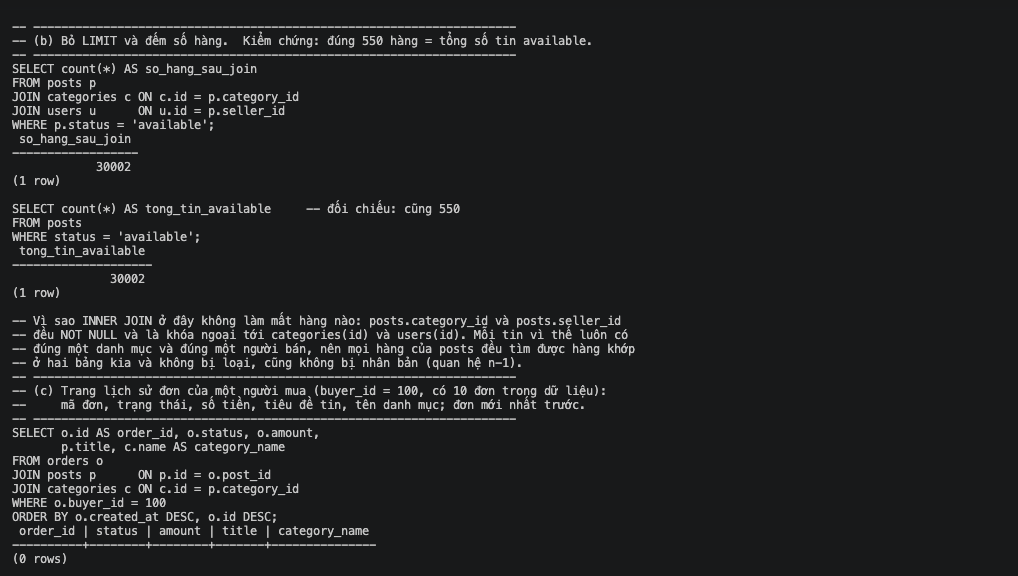 -- ---------------------------------------------------------------------
-- (b) Bỏ LIMIT và đếm số hàng.  Kiểm chứng: đúng 550 hàng = tổng số tin available.
-- ---------------------------------------------------------------------
SELECT count(*) AS so_hang_sau_join
FROM posts p
JOIN categories c ON c.id = p.category_id
JOIN users u      ON u.id = p.seller_id
WHERE p.status = 'available';
 so_hang_sau_join
------------------
            30002
(1 row)

SELECT count(*) AS tong_tin_available     -- đối chiếu: cũng 550
FROM posts
WHERE status = 'available';
 tong_tin_available
--------------------
              30002
(1 row)

-- Vì sao INNER JOIN ở đây không làm mất hàng nào: posts.category_id và posts.seller_id
-- đều NOT NULL và là khóa ngoại tới categories(id) và users(id). Mỗi tin vì thế luôn có
-- đúng một danh mục và đúng một người bán, nên mọi hàng của posts đều tìm được hàng khớp
-- ở hai bảng kia và không bị loại, cũng không bị nhân bản (quan hệ n-1).
-- ---------------------------------------------------------------------
-- (c) Trang lịch sử đơn của một người mua (buyer_id = 100, có 10 đơn trong dữ liệu):
--     mã đơn, trạng thái, số tiền, tiêu đề tin, tên danh mục; đơn mới nhất trước.
-- ---------------------------------------------------------------------
SELECT o.id AS order_id, o.status, o.amount,
       p.title, c.name AS category_name
FROM orders o
JOIN posts p      ON p.id = o.post_id
JOIN categories c ON c.id = p.category_id
WHERE o.buyer_id = 100
ORDER BY o.created_at DESC, o.id DESC;
 order_id | status | amount | title | category_name
----------+--------+--------+-------+---------------
(0 rows)